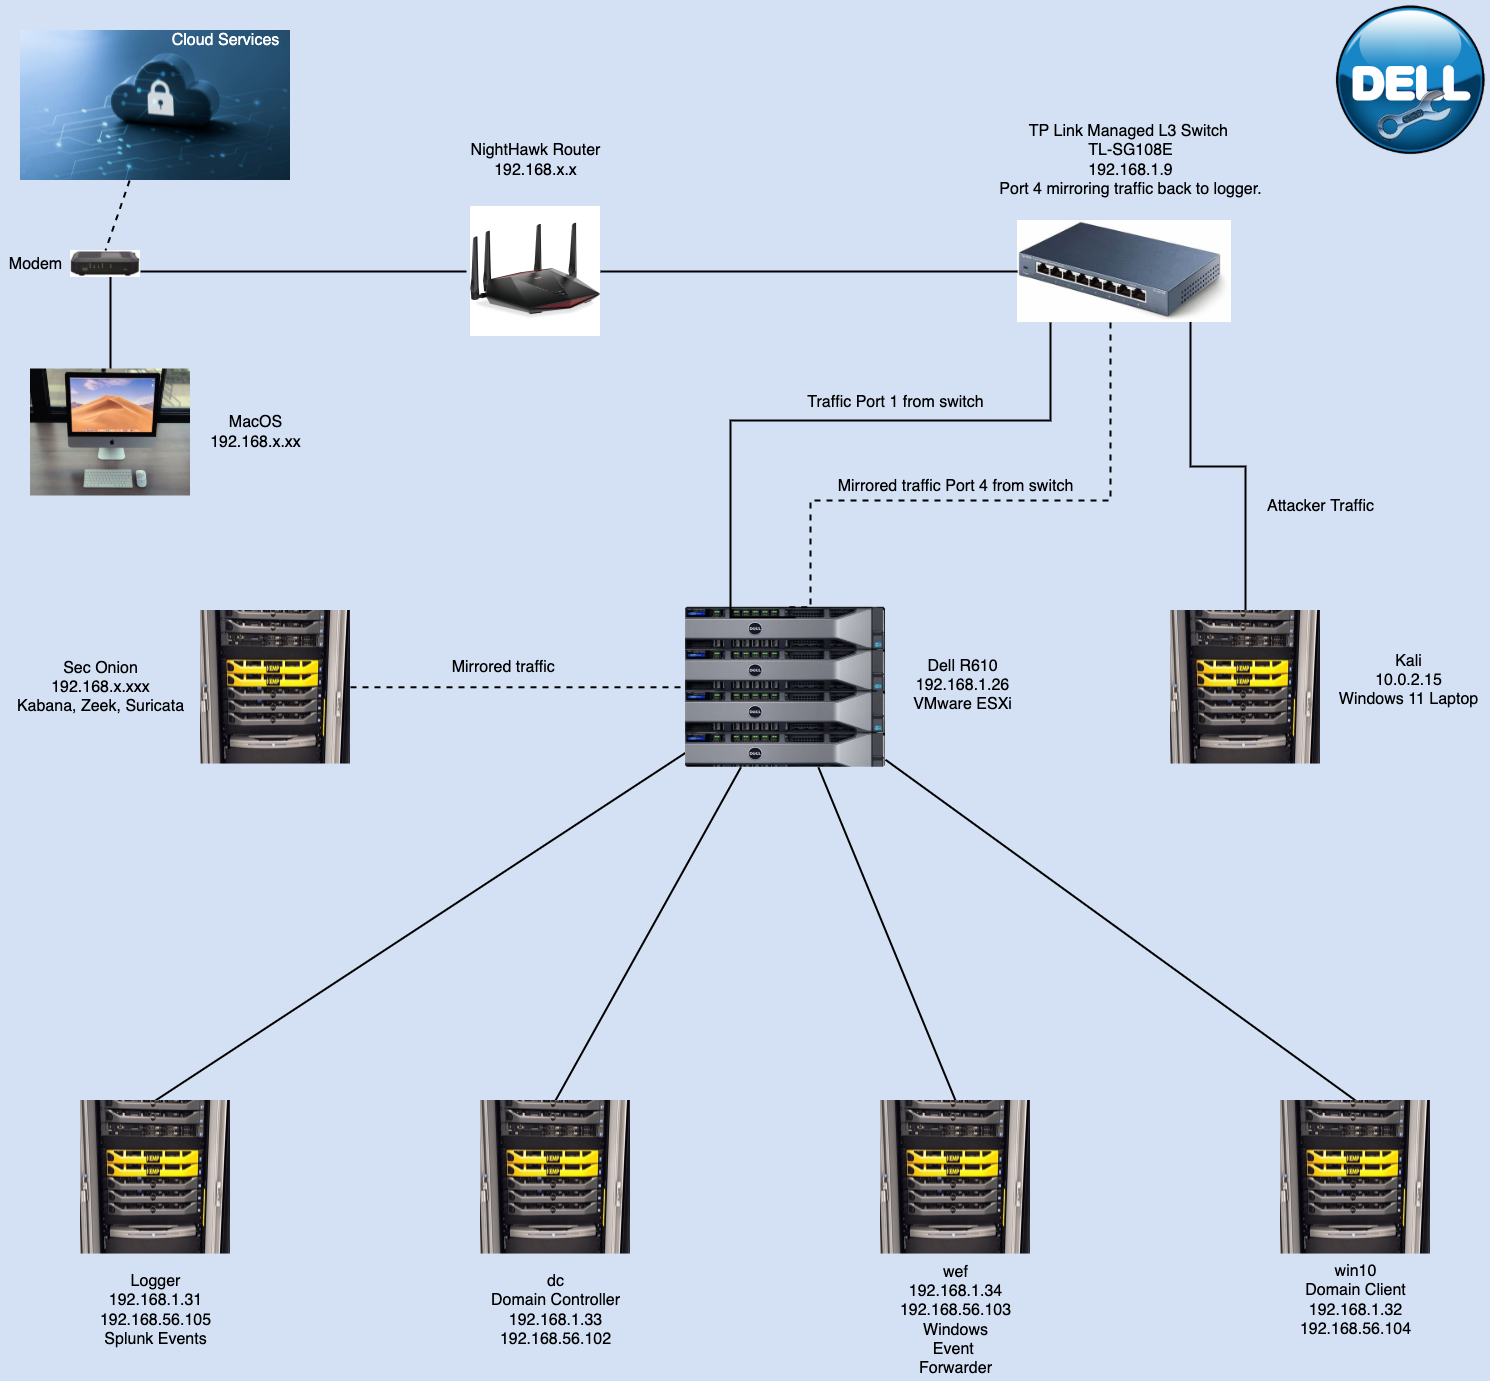 Cloud Services
DELL
NightHawk Router
192.168.x.x
TP Link Managed L3 Switch
TL-SG108E
192.168.1.9
Port 4 mirroring traffic back to logger.
Modem
MacOS
192.168.x.xx
Traffic Port 1 from switch
Mirrored traffic Port 4 from switch
Attacker Traffic
Sec Onion
192.168.x.xxx
Kabana, Zeek, Suricata
Mirrored traffic
Dell R610
192.168.1.26
VMware ESXi
Kali
10.0.2.15
Windows 11 Laptop
Logger
192.168.1.31
192.168.56.105
Splunk Events
dc
Domain Controller
192.168.1.33
192.168.56.102
wef
192.168.1.34
192.168.56.103
Windows
Event
Forwarder
win10
Domain Client
192.168.1.32
192.168.56.104